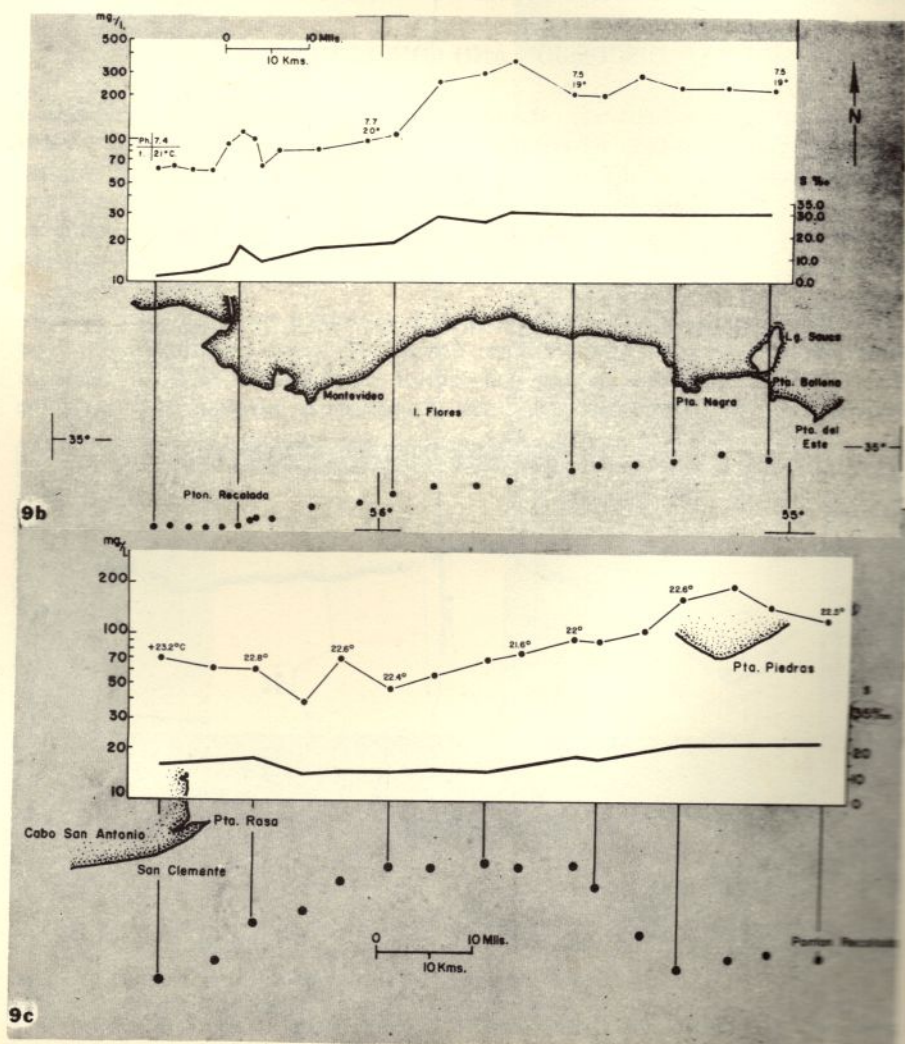 mg/l.
0 10 Mlls.
10 Kms.
500
300
200
100
70
50
30
20
10
Ph. 7.4
t. 21°C.
7.7
20°
7.5
19°
7.5
19°
N
S ‰
35.0
30.0
20.0
10.0
0.0
Lg. Sauce
Montevideo
Pta. Negra
Pta. Ballena
I. Flores
Pta. del
Este
35°
35°
Pton. Recalada
56°
55°
9b
mg/l
200
100
70
50
30
20
10
+23.2°C
22.8°
22.6°
22.4°
21.6°
22°
22.6°
22.5°
Pta. Piedras
S
35‰
20
10
0
Cabo San Antonio
Pta. Rasa
San Clemente
0 10 Mlls.
10 Kms.
Ponton Recalada
9c